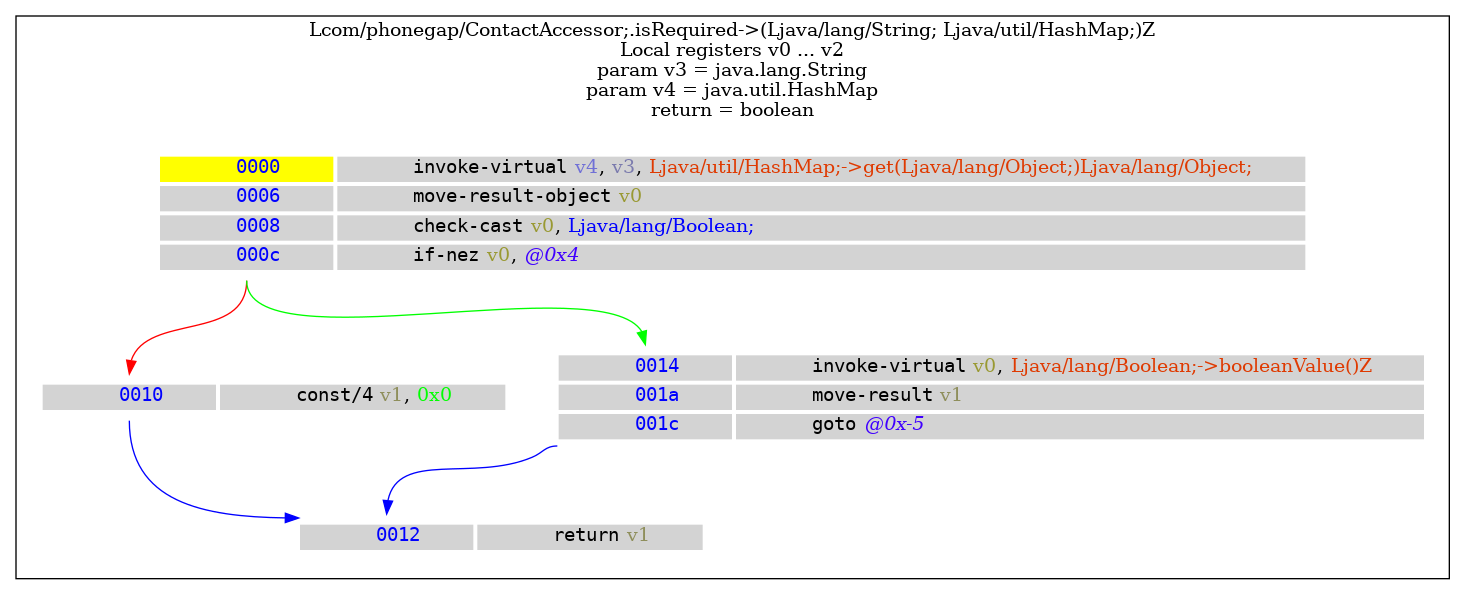 Lcom/phonegap/ContactAccessor;.isRequired->(Ljava/lang/String; Ljava/util/HashMap;)Z
Local registers v0 ... v2
param v3 = java.lang.String
param v4 = java.util.HashMap
return = boolean
0000 invoke-virtual v4, v3, Ljava/util/HashMap;->get(Ljava/lang/Object;)Ljava/lang/Object;
0006 move-result-object v0
0008 check-cast v0, Ljava/lang/Boolean;
000c if-nez v0, @0x4
0014 invoke-virtual v0, Ljava/lang/Boolean;->booleanValue()Z
0010 const/4 v1, 0x0
001a move-result v1
001c goto @0x-5
0012 return v1